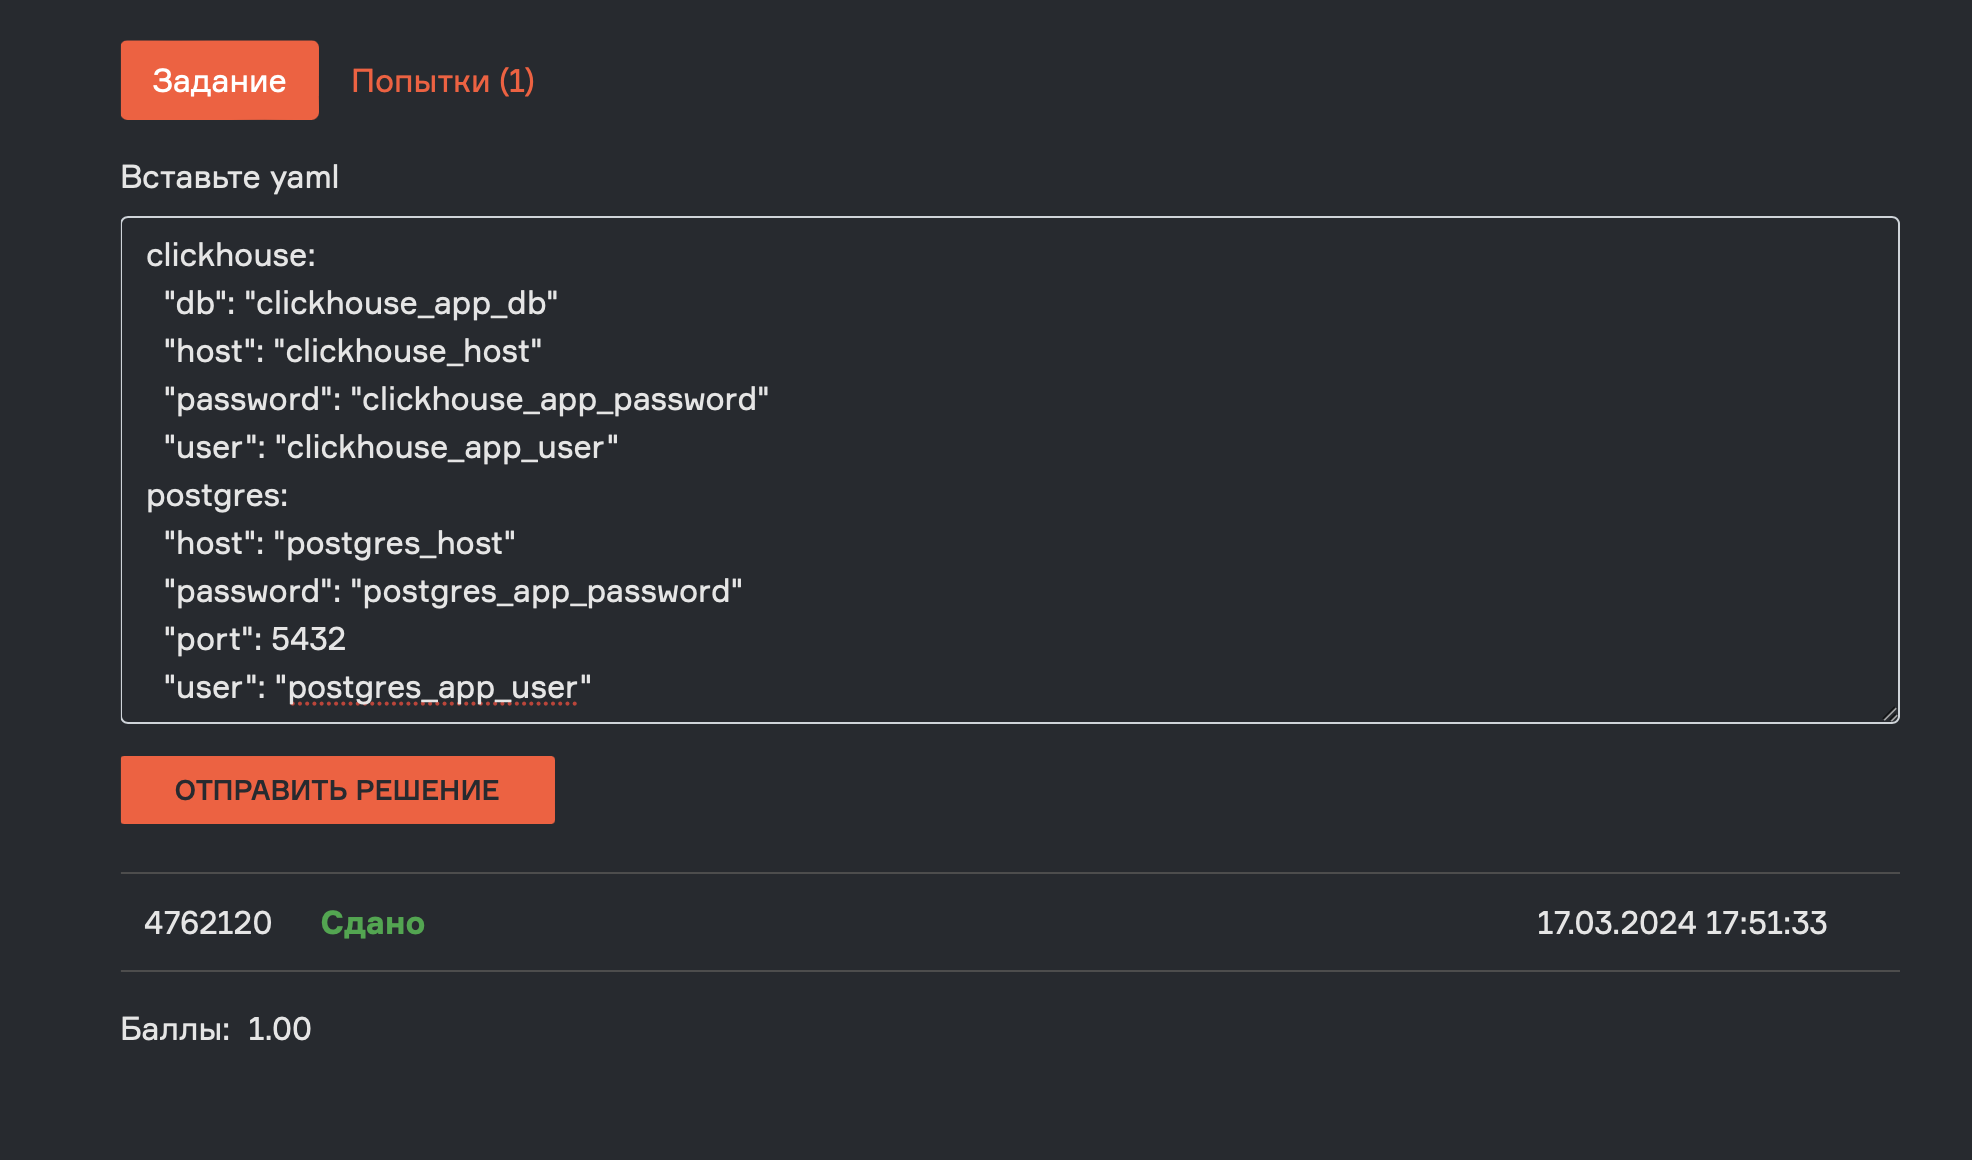 Задание
Попытки (1)
Вставьте yaml
clickhouse:
"db": "clickhouse_app_db"
"host": "clickhouse_host"
"password": "clickhouse_app_password"
"user": "clickhouse_app_user"
postgres:
"host": "postgres_host"
"password": "postgres_app_password"
"port": 5432
"user": "postgres_app_user"
ОТПРАВИТЬ РЕШЕНИЕ
4762120 Сдано 17.03.2024 17:51:33
Баллы: 1.00